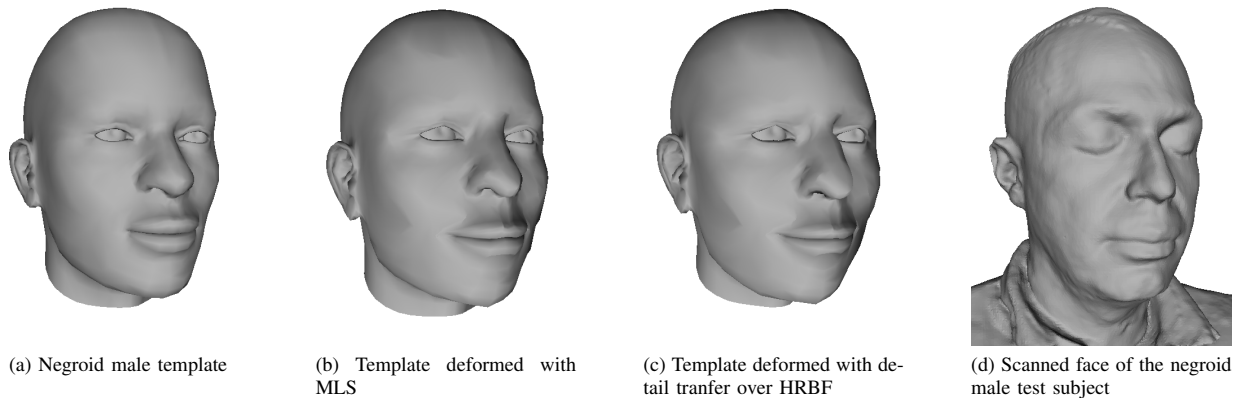 (a) Negroid male template
(b) Template deformed with
MLS
(c) Template deformed with de-
tail tranfer over HRBF
(d) Scanned face of the negroid
male test subject